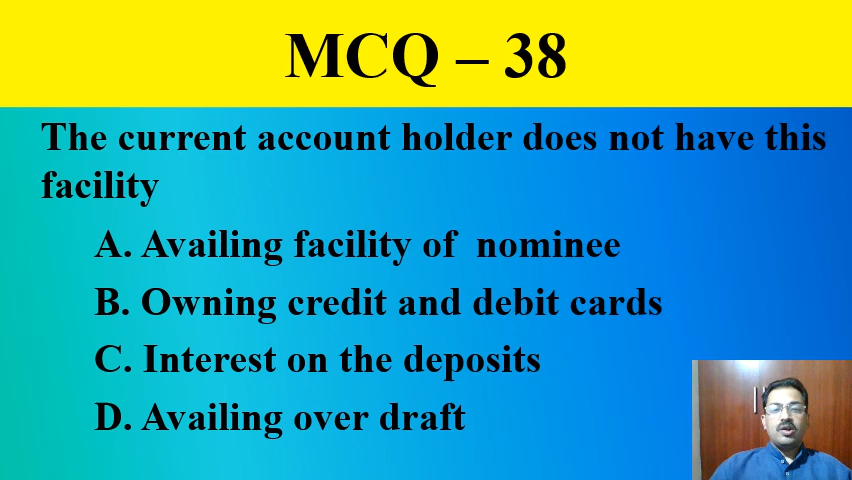 MCQ – 38
The current account holder does not have this
facility
A. Availing facility of nominee
B. Owning credit and debit cards
C. Interest on the deposits
D. Availing over draft